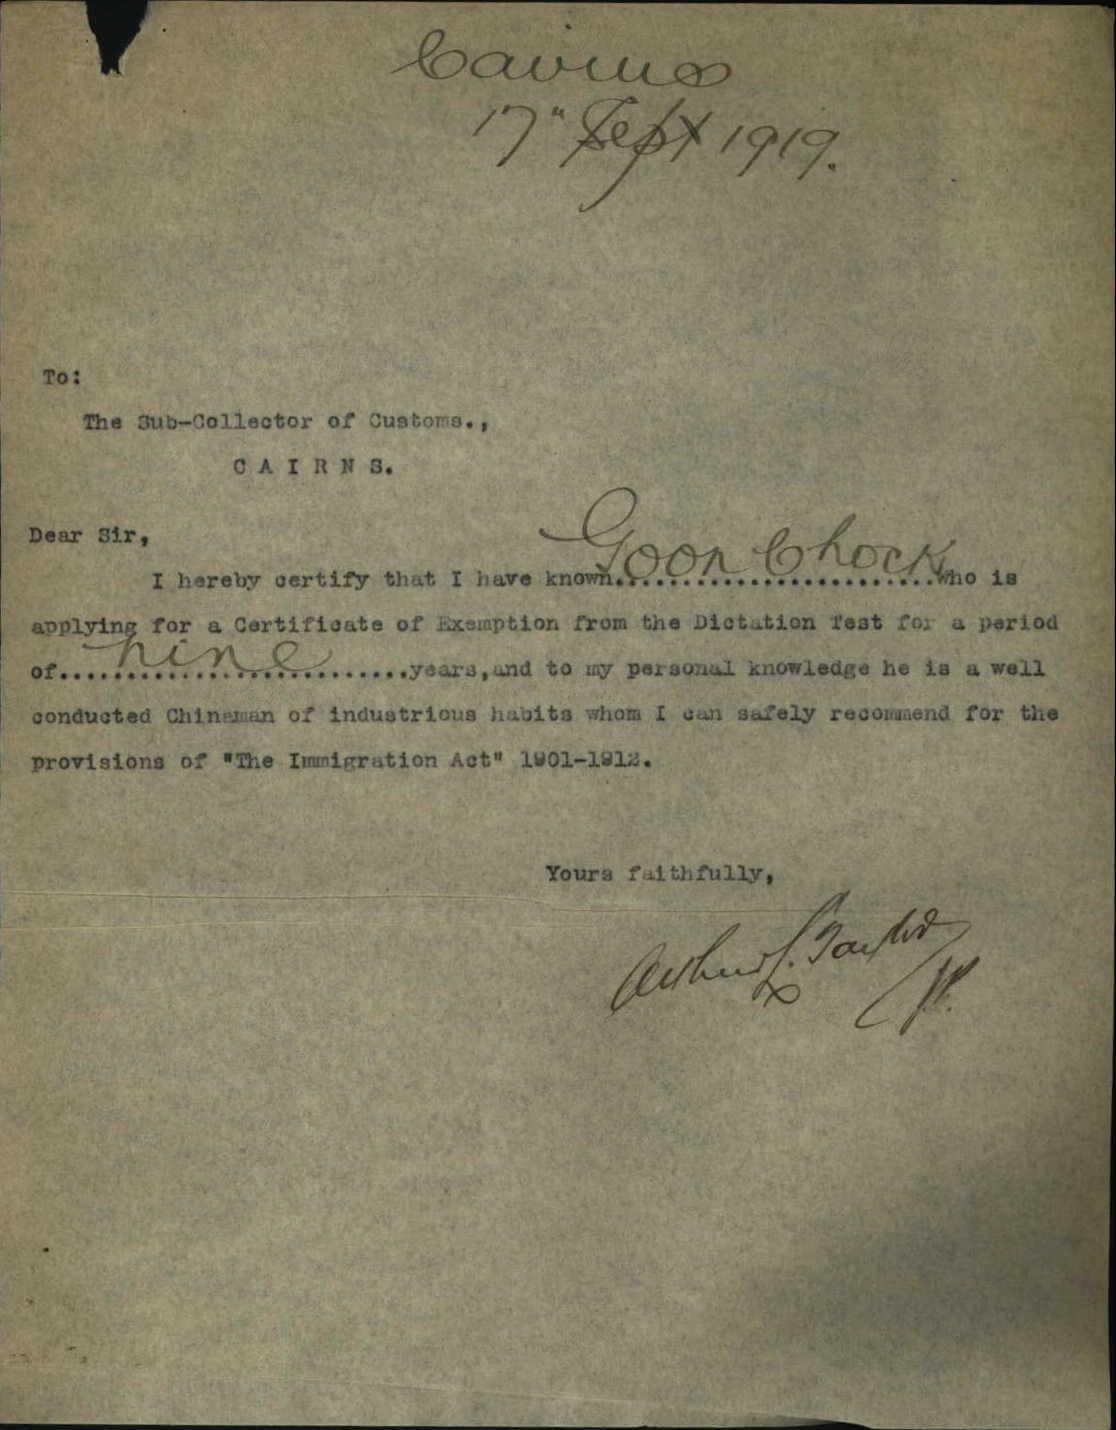 Cairns
17" Sept 1919.
To:
The Sub-Collector of Customs.,
C A I R N S.
Dear Sir,
I hereby certify that I have known........................who is
Goon Chock
applying for a Certificate of Exemption from the Dictation Test for a period
of..........................years,and to my personal knowledge he is a well
nine
conducted Chinaman of industrious habits whom I can safely recommend for the
provisions of "The Immigration Act" 1901-1912.
Yours faithfully,
Arthur J.
J.P.